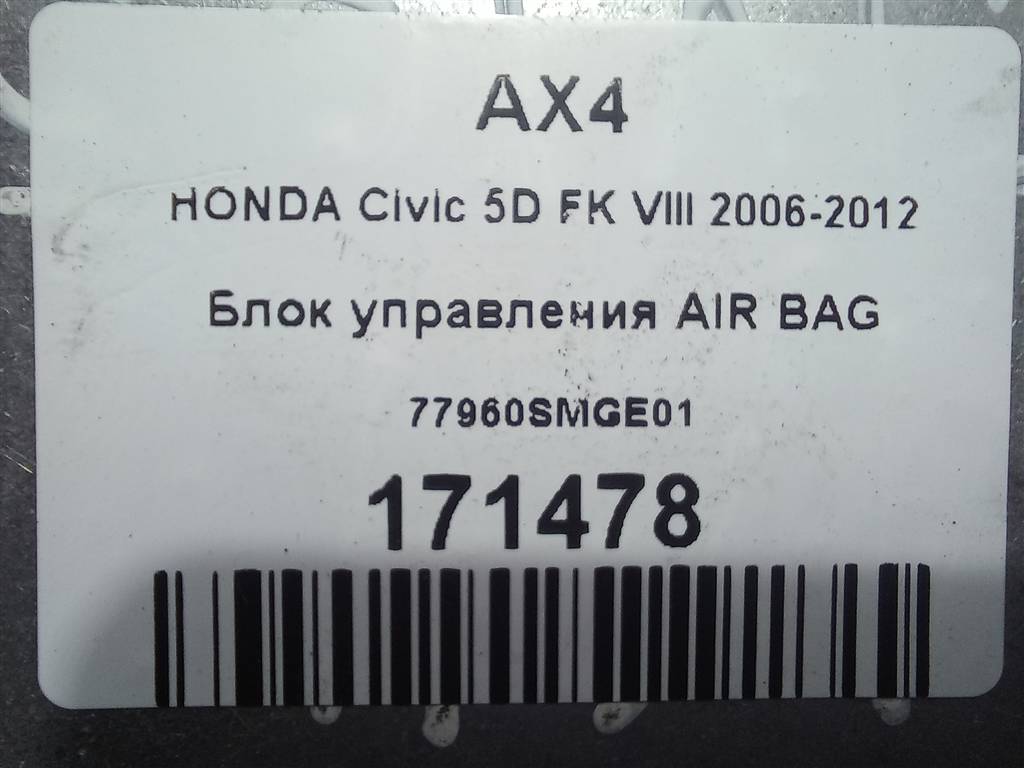 AX4
HONDA Civic 5D FK VIII 2006-2012
Блок управления AIR BAG
77960SMGE01
171478